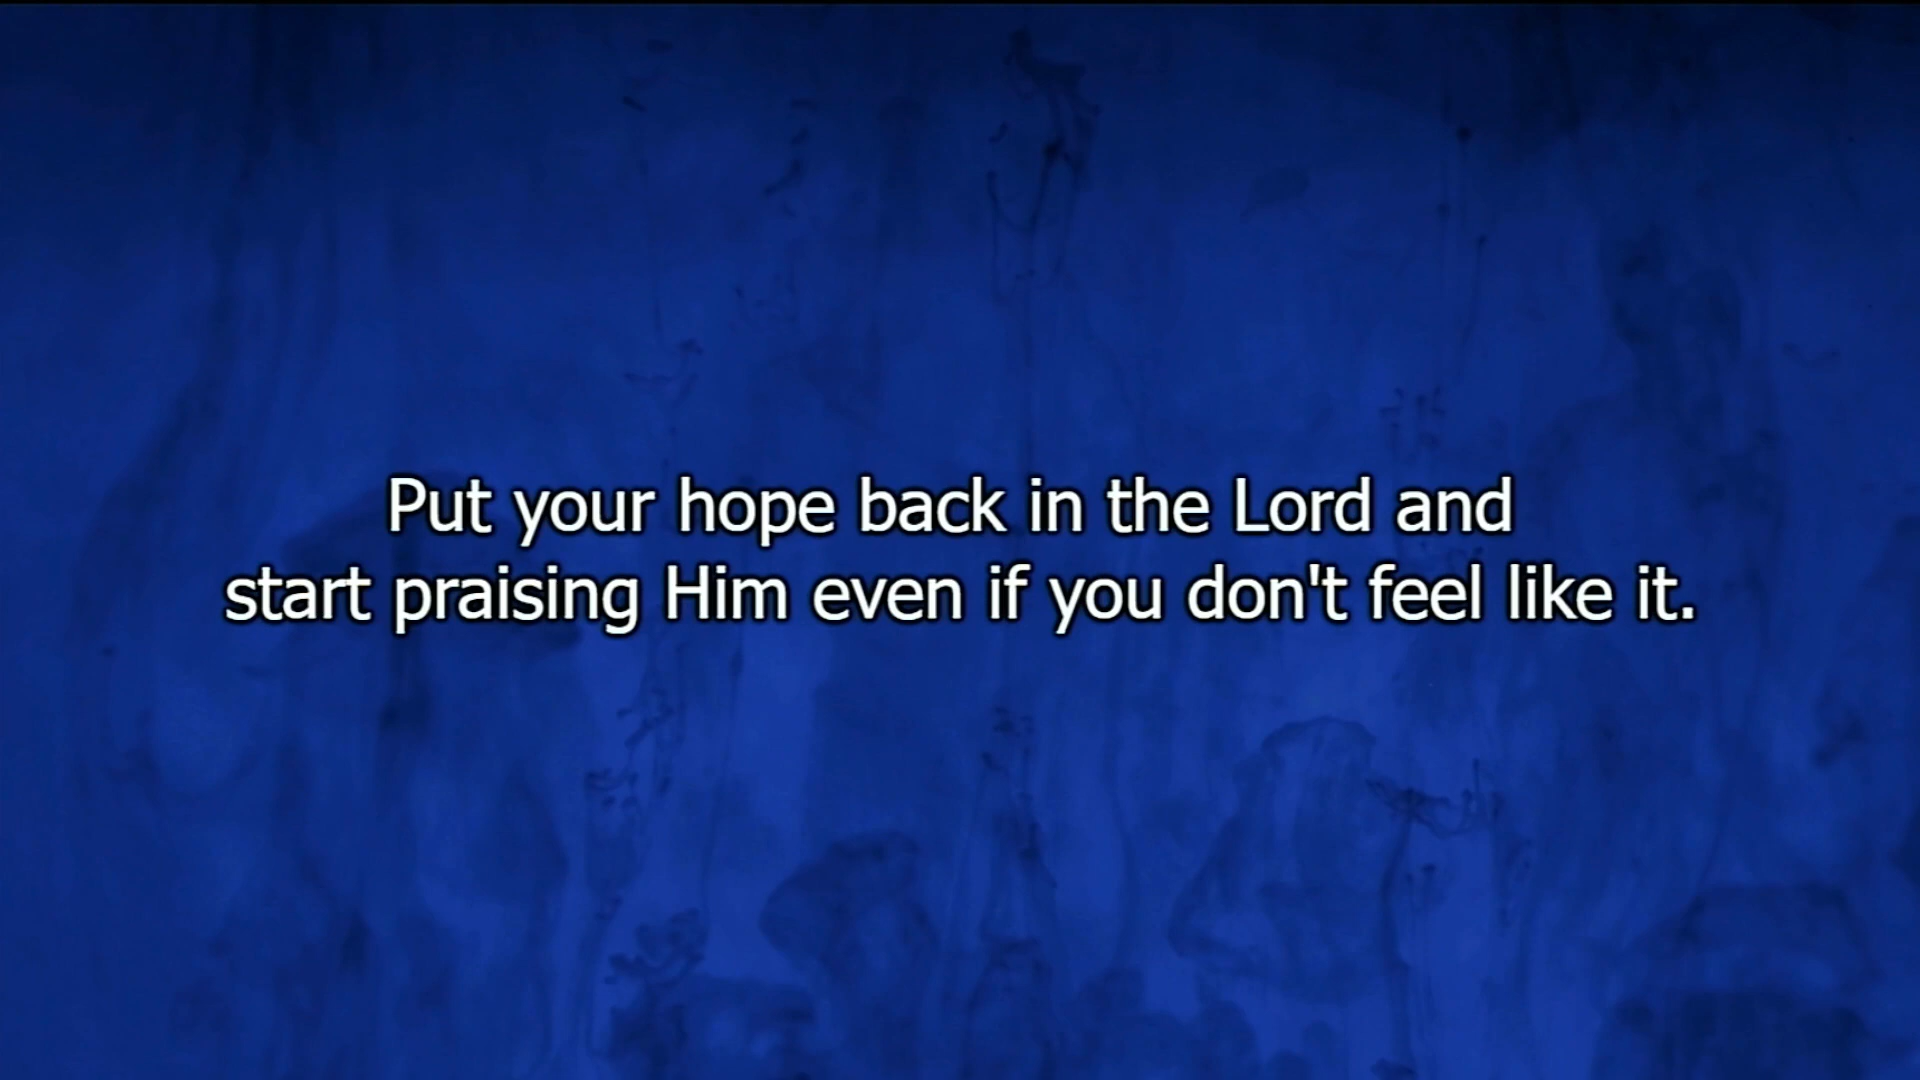 Put your hope back in the Lord and
start praising Him even if you don't feel like it.